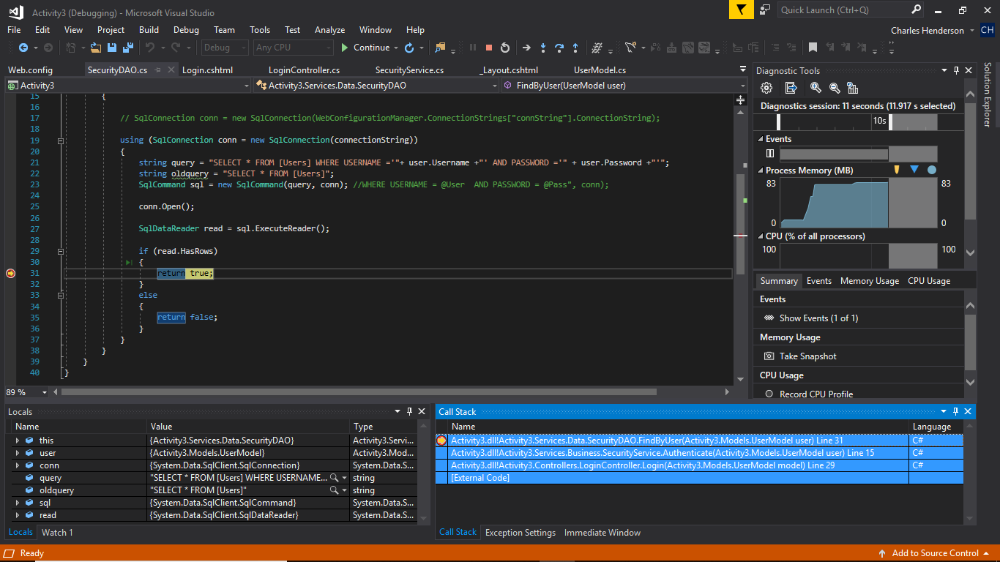 Activity3 (Debugging) - Microsoft Visual Studio
Quick Launch (Ctrl+Q)
File Edit View Project Build Debug Team Tools Test Analyze Window Help
Charles Henderson CH
Debug Any CPU Continue
Web.config SecurityDAO.cs Login.cshtml LoginController.cs SecurityService.cs _Layout.cshtml UserModel.cs
Activity3 Activity3.Services.Data.SecurityDAO FindByUser(UserModel user)
15 {
16
17 // SqlConnection conn = new SqlConnection(WebConfigurationManager.ConnectionStrings["connString"].ConnectionString);
18
19 using (SqlConnection conn = new SqlConnection(connectionString))
20 {
21 string query = "SELECT * FROM [Users] WHERE USERNAME ='"+ user.Username +"' AND PASSWORD ='" + user.Password +"'";
22 string oldquery = "SELECT * FROM [Users]";
23 SqlCommand sql = new SqlCommand(query, conn); //WHERE USERNAME = @User  AND PASSWORD = @Pass", conn);
24
25 conn.Open();
26
27 SqlDataReader read = sql.ExecuteReader();
28
29 if (read.HasRows)
30 {
31 return true;
32 }
33 else
34 {
35 return false;
36 }
37 }
38 }
39 }
40 }
89 %
Diagnostic Tools
Diagnostic session: 11 seconds (11.917 s selected)
10s
Events
Process Memory (MB)
83 83
0 0
CPU (% of all processors)
100 100
Summary Events Memory Usage CPU Usage
Events
Show Events (1 of 1)
Memory Usage
Take Snapshot
CPU Usage
Record CPU Profile
Solution Explorer
Locals
Name Value Type
this {Activity3.Services.Data.SecurityDAO} Activity3.Servi...
user {Activity3.Models.UserModel} Activity3.Mod...
conn {System.Data.SqlClient.SqlConnection} System.Data.S...
query "SELECT * FROM [Users] WHERE USERNAME... string
oldquery "SELECT * FROM [Users]" string
sql {System.Data.SqlClient.SqlCommand} System.Data.S...
read {System.Data.SqlClient.SqlDataReader} System.Data.S...
Locals Watch 1
Call Stack
Name Language
Activity3.dll!Activity3.Services.Data.SecurityDAO.FindByUser(Activity3.Models.UserModel user) Line 31 C#
Activity3.dll!Activity3.Services.Business.SecurityService.Authenticate(Activity3.Models.UserModel user) Line 15 C#
Activity3.dll!Activity3.Controllers.LoginController.Login(Activity3.Models.UserModel model) Line 29 C#
[External Code]
Call Stack Exception Settings Immediate Window
Ready
Add to Source Control